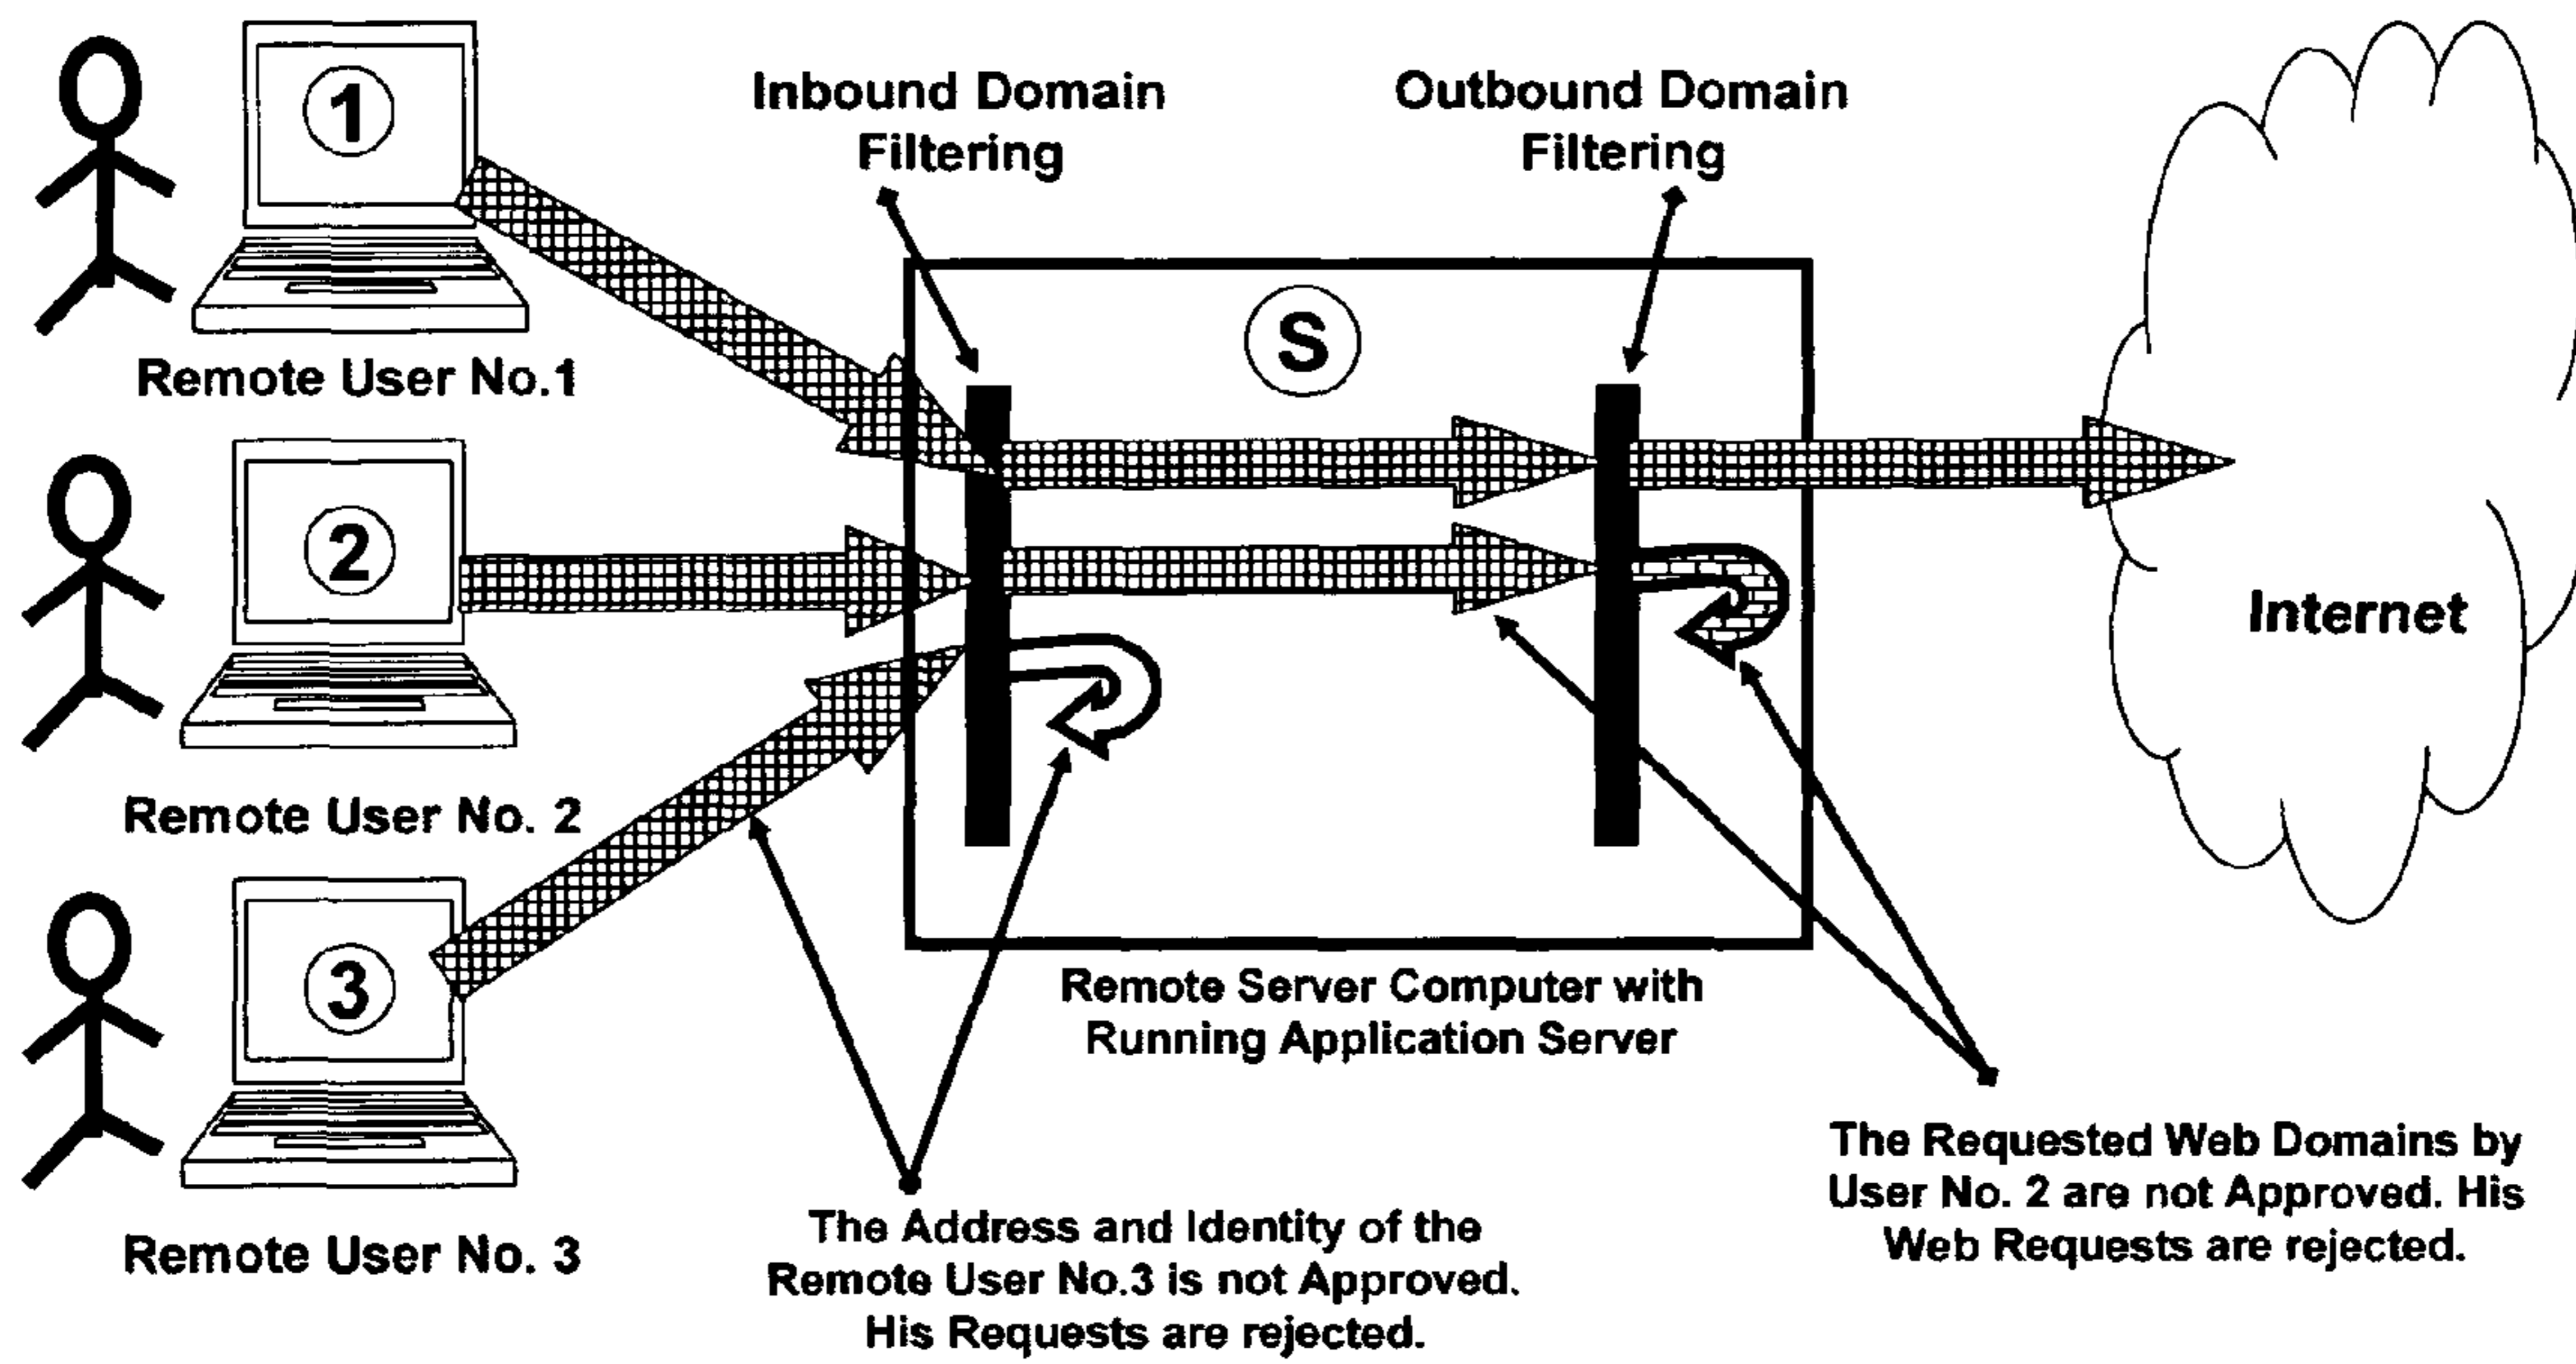 1
Remote User No.1
2
Remote User No. 2
3
Remote User No. 3
Inbound Domain
Filtering
Outbound Domain
Filtering
S
Internet
Remote Server Computer with
Running Application Server
The Address and Identity of the
Remote User No.3 is not Approved.
His Requests are rejected.
The Requested Web Domains by
User No. 2 are not Approved. His
Web Requests are rejected.